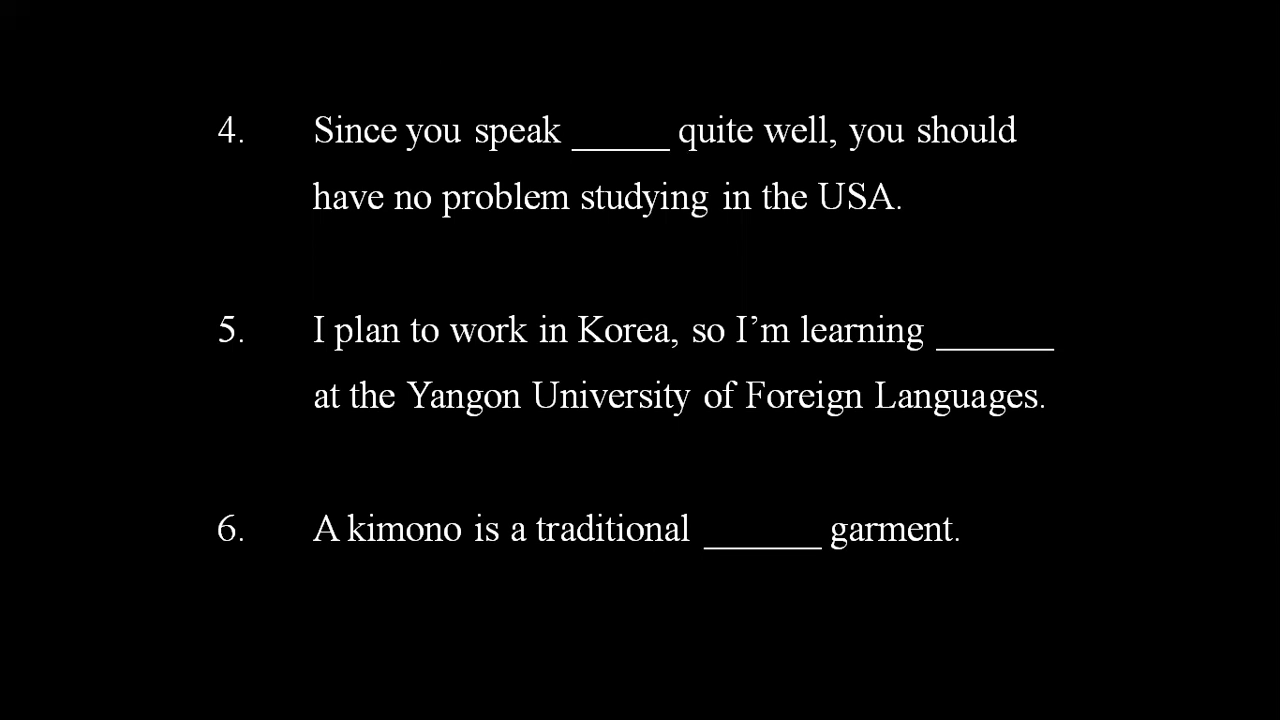 4. Since you speak _____ quite well, you should
have no problem studying in the USA.
5. I plan to work in Korea, so I’m learning ______
at the Yangon University of Foreign Languages.
6. A kimono is a traditional ______ garment.